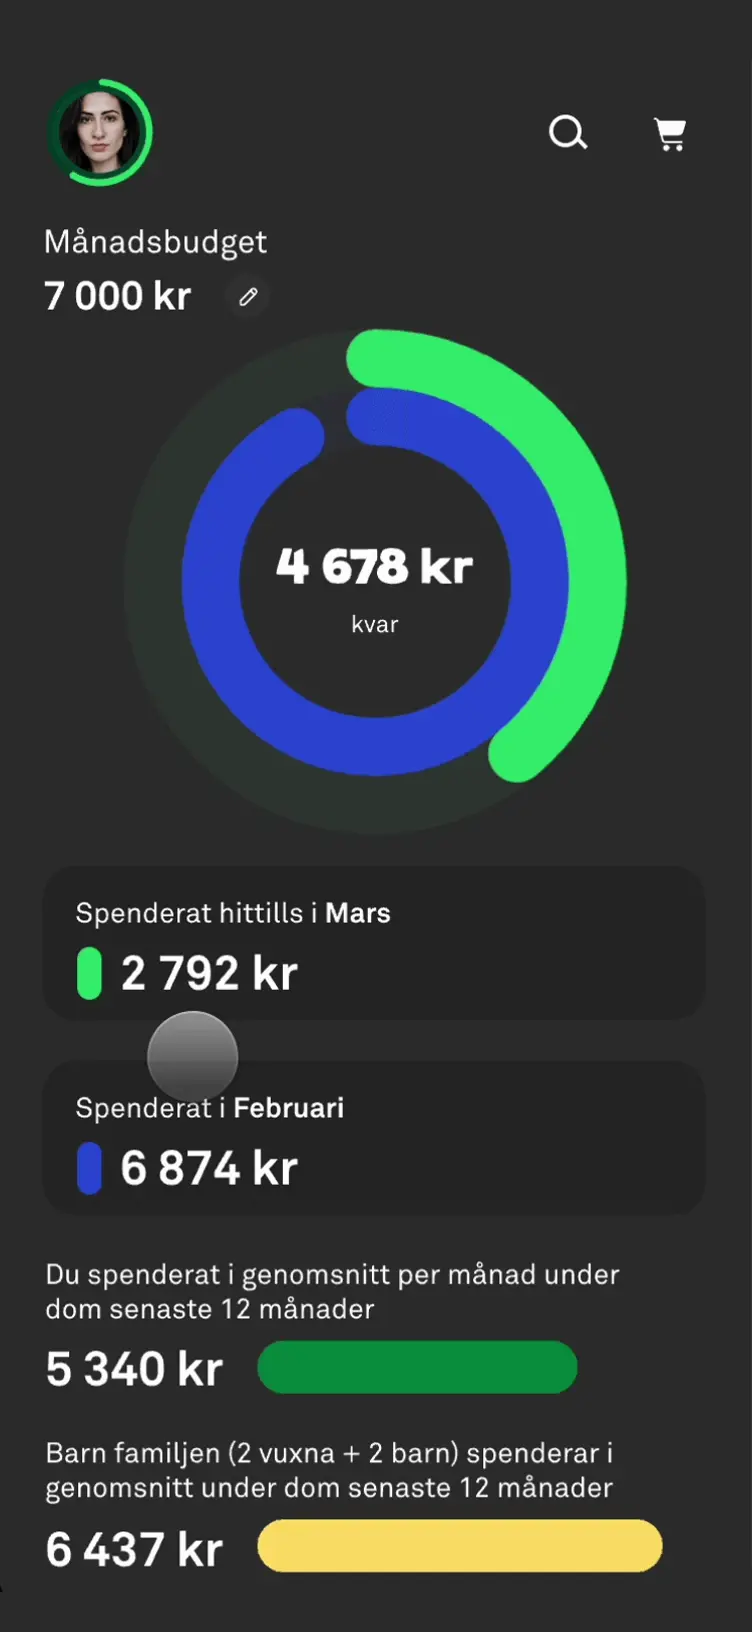 Månadsbudget
7 000 kr
4 678 kr
kvar
Spenderat hittills i Mars
2 792 kr
Spenderat i Februari
6 874 kr
Du spenderat i genomsnitt per månad under
dom senaste 12 månader
5 340 kr
Barn familjen (2 vuxna + 2 barn) spenderar i
genomsnitt under dom senaste 12 månader
6 437 kr